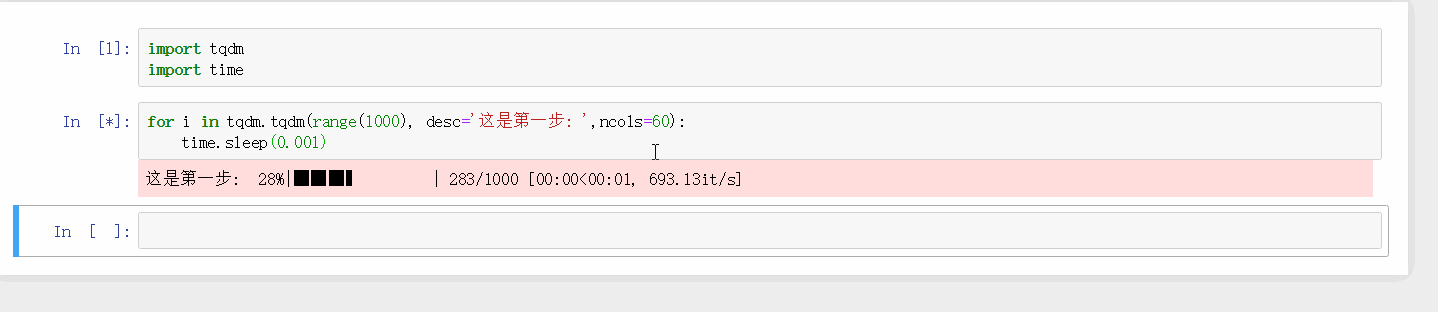 In [1]: import tqdm
import time
In [*]: for i in tqdm.tqdm(range(1000), desc='这是第一步: ',ncols=60):
    time.sleep(0.001)
这是第一步:  28%|███▌         | 283/1000 [00:00<00:01, 693.13it/s]
In [ ]: